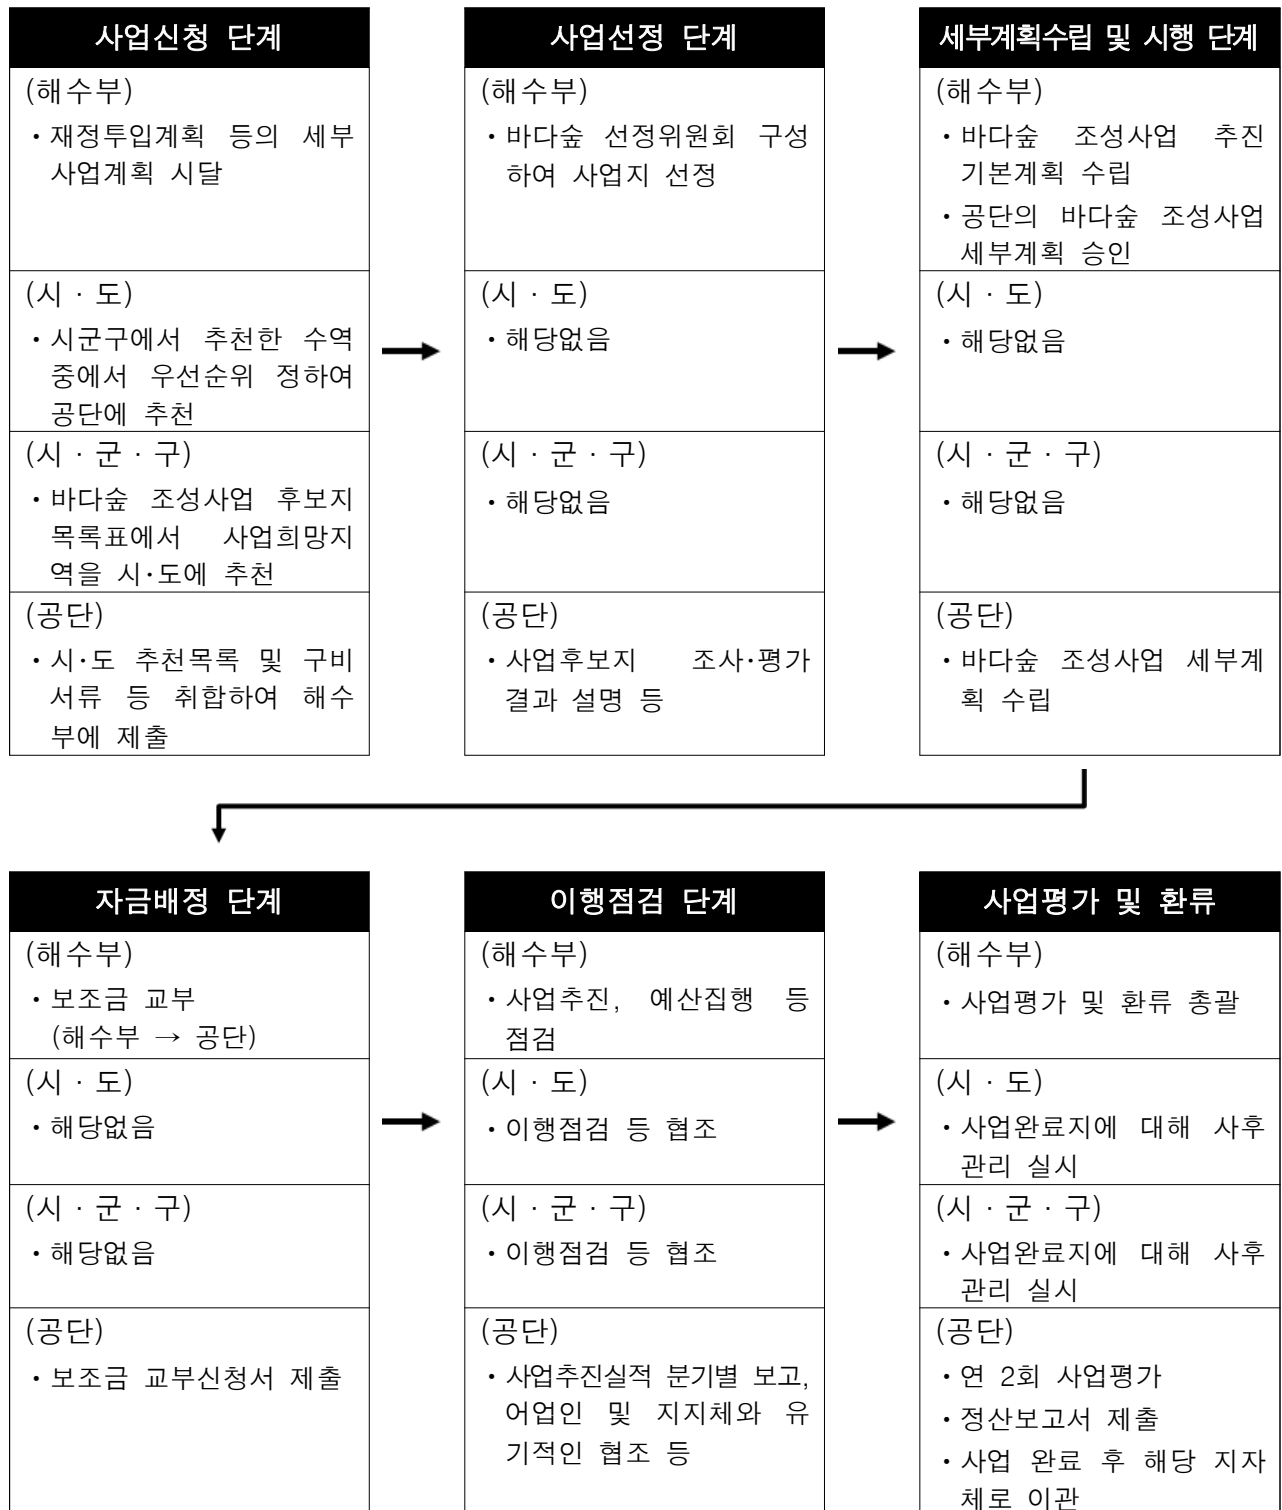 사업신청 단계
(해수부)
· 재정투입계획 등의 세부
사업계획 시달
(시 · 도)
· 시군구에서 추천한 수역
중에서 우선순위 정하여
공단에 추천
(시 · 군 · 구)
· 바다숲 조성사업 후보지
목록표에서 사업희망지
역을 시·도에 추천
(공단)
· 시·도 추천목록 및 구비
서류 등 취합하여 해수
부에 제출
사업선정 단계
(해수부)
· 바다숲 선정위원회 구성
하여 사업지 선정
(시 · 도)
· 해당없음
(시 · 군 · 구)
· 해당없음
(공단)
· 사업후보지 조사·평가
결과 설명 등
세부계획수립 및 시행 단계
(해수부)
· 바다숲 조성사업 추진
기본계획 수립
· 공단의 바다숲 조성사업
세부계획 승인
(시 · 도)
· 해당없음
(시 · 군 · 구)
· 해당없음
(공단)
· 바다숲 조성사업 세부계
획 수립
자금배정 단계
(해수부)
· 보조금 교부
(해수부 → 공단)
(시 · 도)
· 해당없음
(시 · 군 · 구)
· 해당없음
(공단)
· 보조금 교부신청서 제출
이행점검 단계
(해수부)
· 사업추진, 예산집행 등
점검
(시 · 도)
· 이행점검 등 협조
(시 · 군 · 구)
· 이행점검 등 협조
(공단)
· 사업추진실적 분기별 보고,
어업인 및 지지체와 유
기적인 협조 등
사업평가 및 환류
(해수부)
· 사업평가 및 환류 총괄
(시 · 도)
· 사업완료지에 대해 사후
관리 실시
(시 · 군 · 구)
· 사업완료지에 대해 사후
관리 실시
(공단)
· 연 2회 사업평가
· 정산보고서 제출
· 사업 완료 후 해당 지자
체로 이관